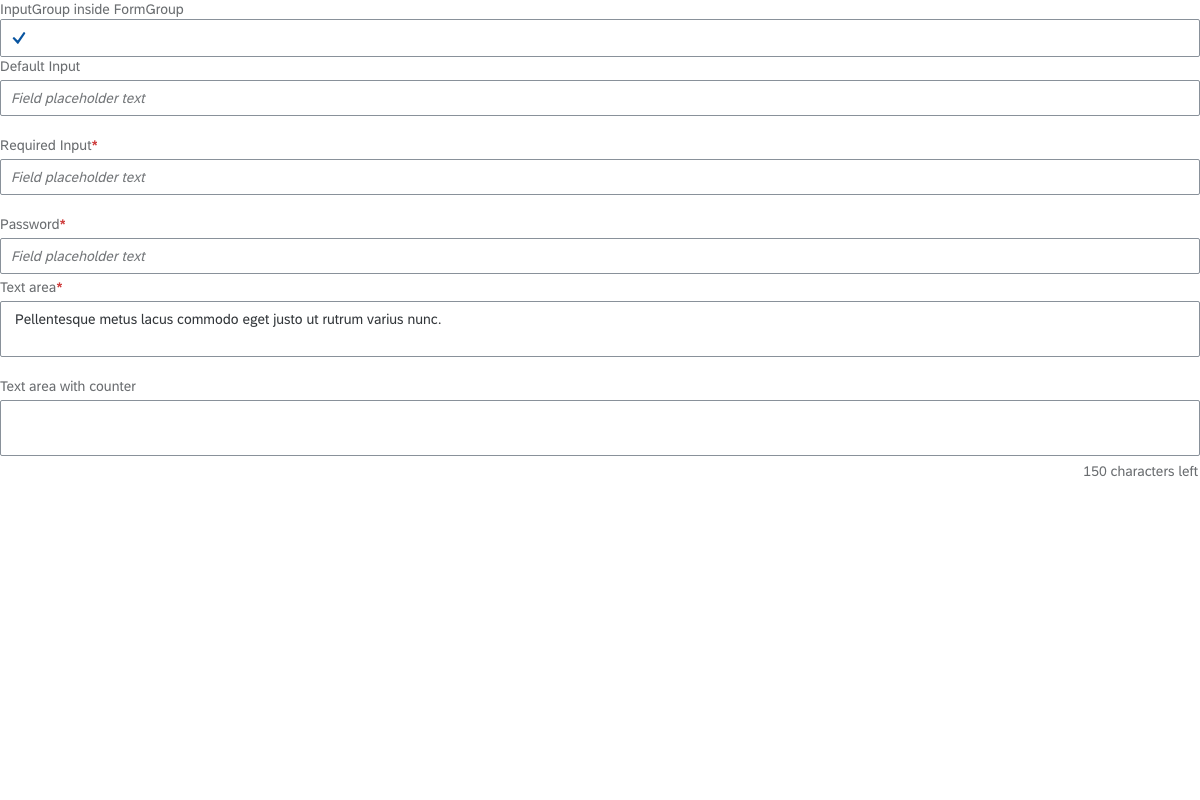 InputGroup inside FormGroup
Default Input
Field placeholder text
Required Input*
Field placeholder text
Password*
Field placeholder text
Text area*
Pellentesque metus lacus commodo eget justo ut rutrum varius nunc.
Text area with counter
150 characters left